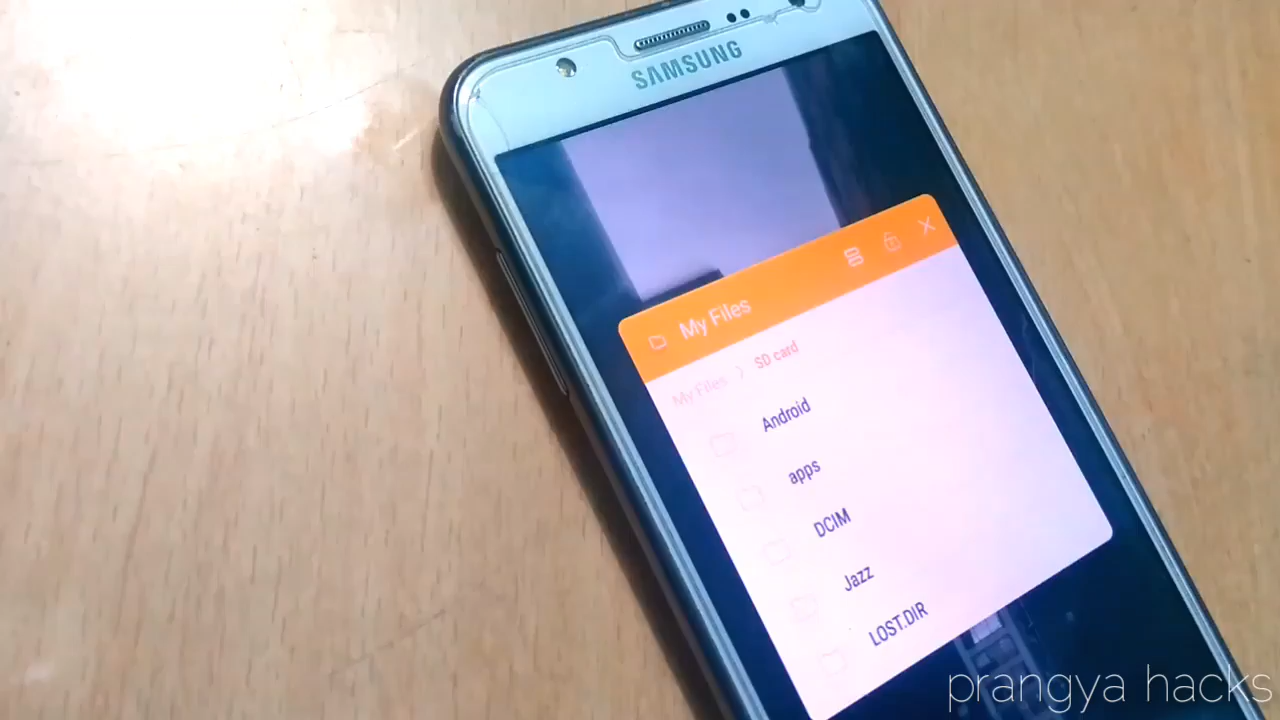 SAMSUNG
My Files
My Files > SD card
Android
apps
DCIM
Jazz
LOST.DIR
prangya hacks